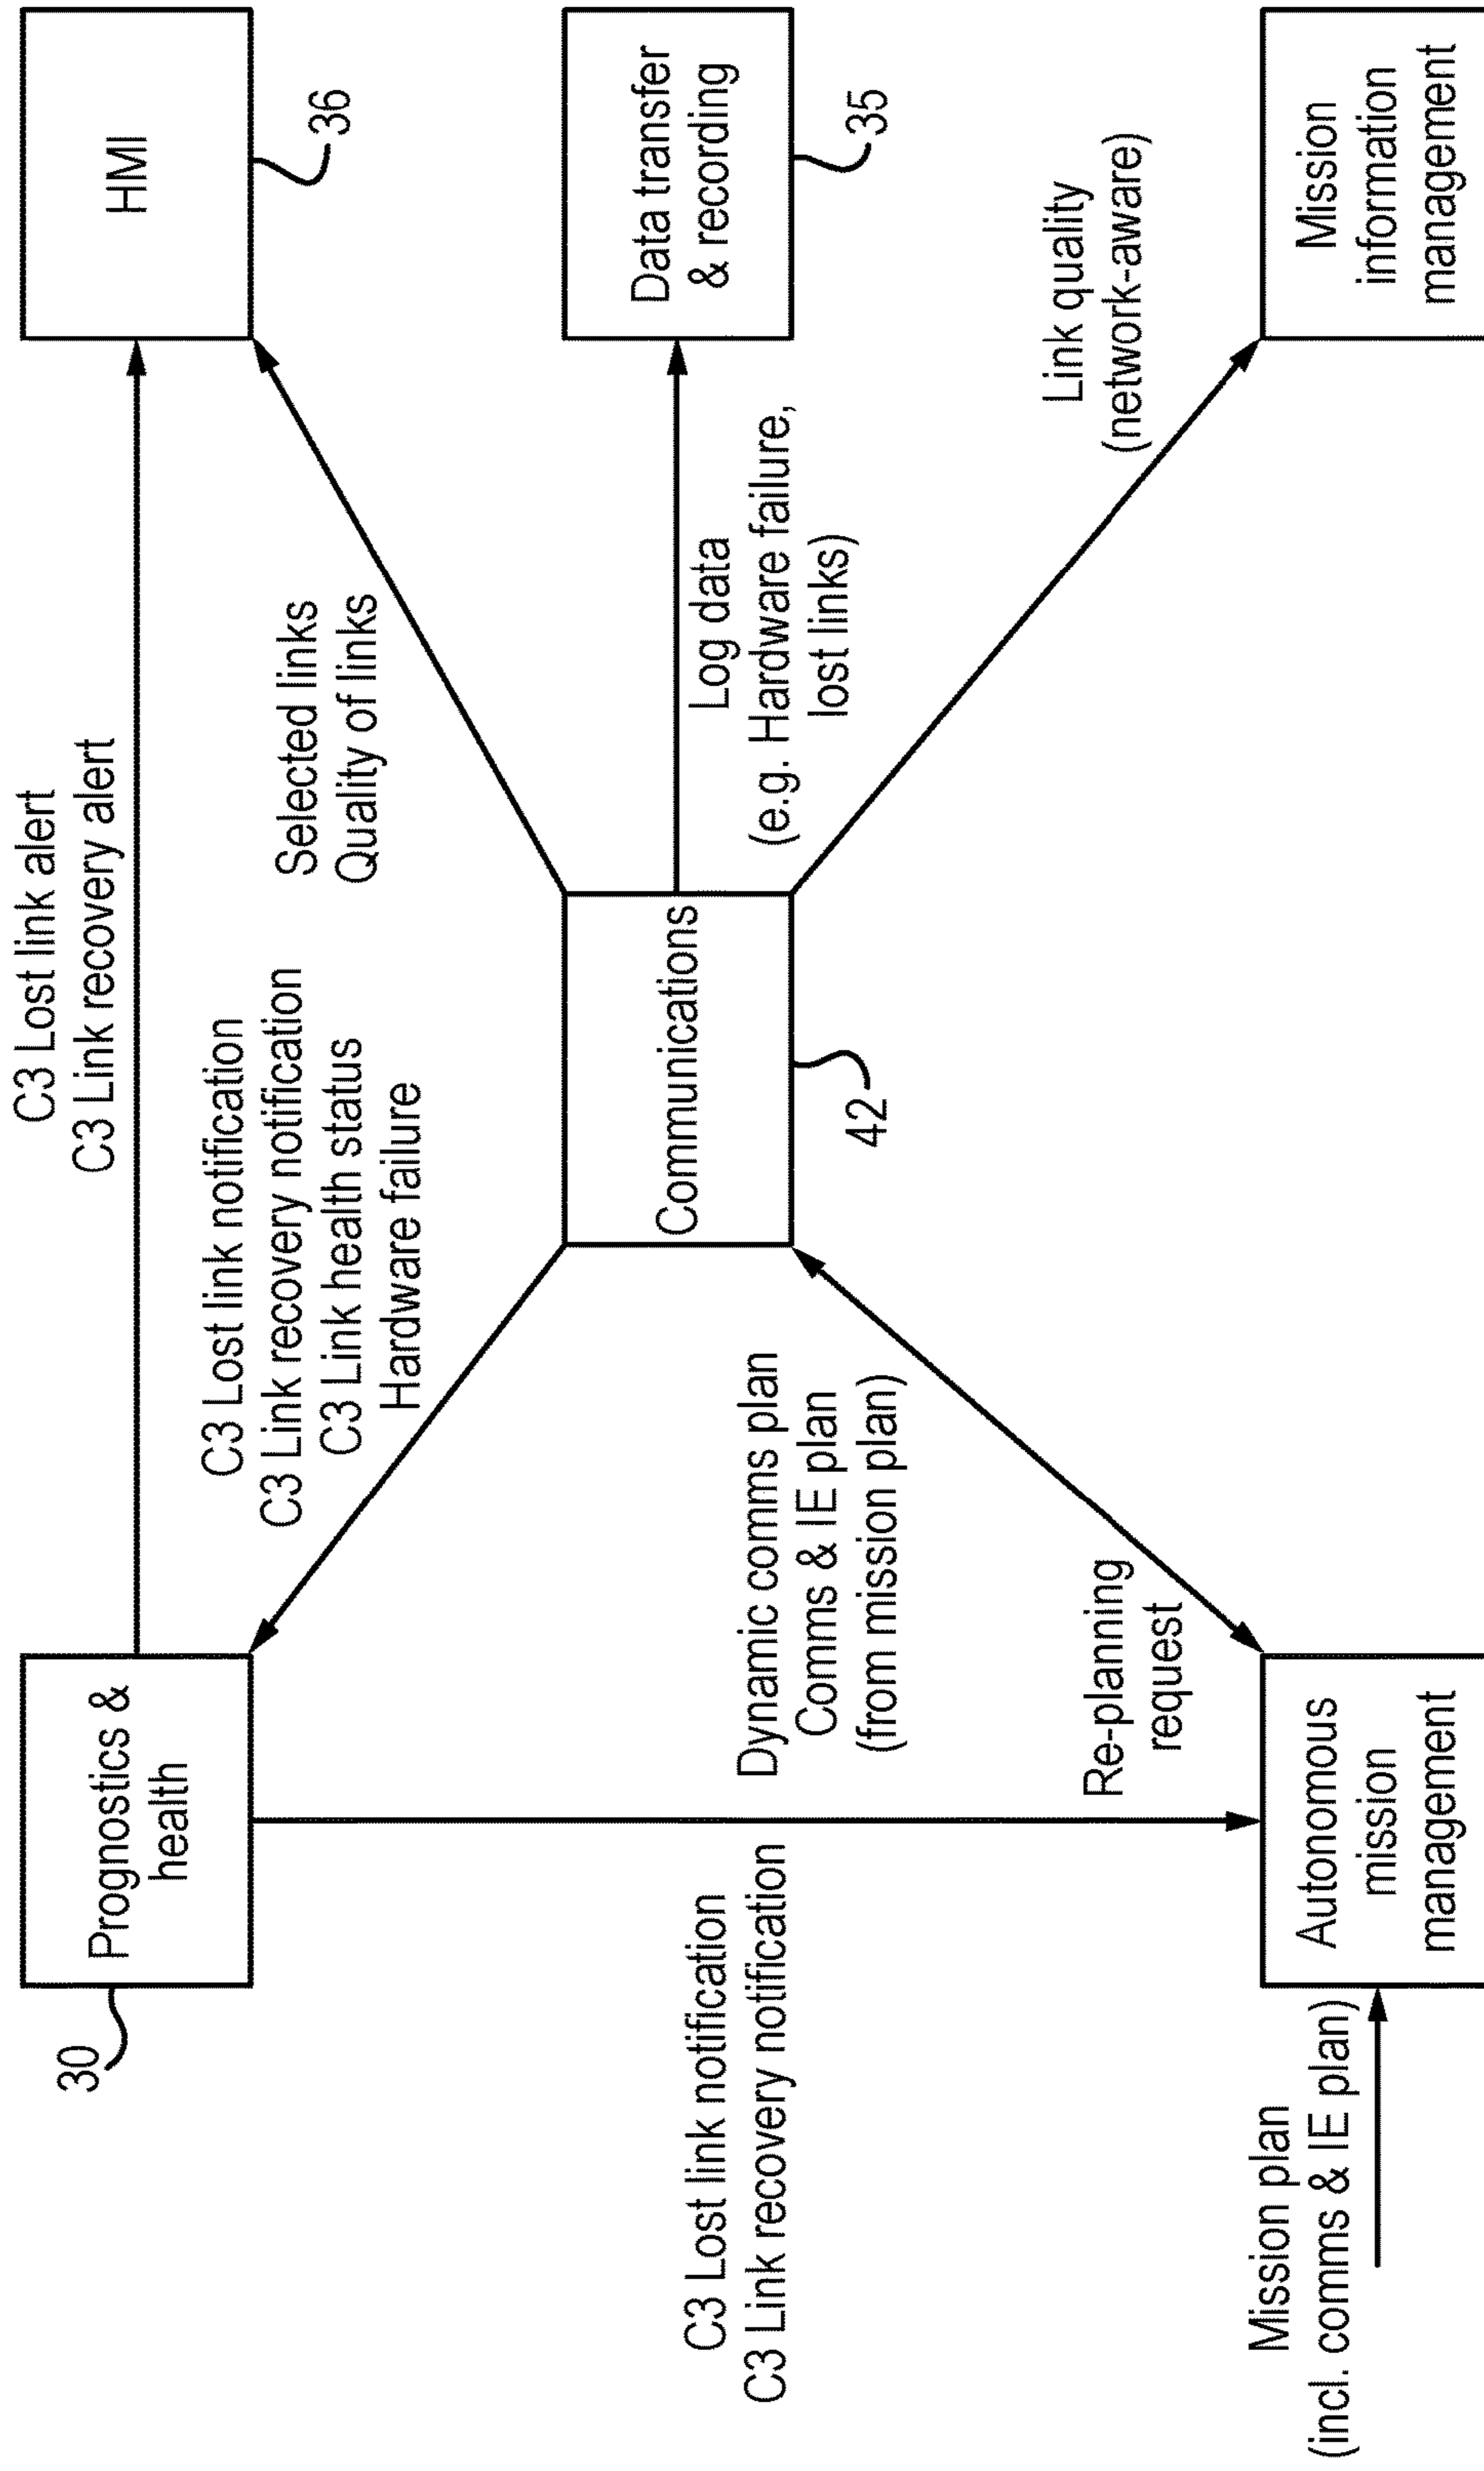 C3 Lost link alert
C3 Link recovery alert
30
Prognostics &
health
HMI
36
C3 Lost link notification
C3 Link recovery notification
C3 Link health status
Hardware failure
Selected links
Quality of links
Communications
42
Data transfer
& recording
35
Log data
(e.g. Hardware failure,
lost links)
C3 Lost link notification
C3 Link recovery notification
Dynamic comms plan
Comms & IE plan
(from mission plan)
Re-planning
request
Link quality
(network-aware)
Mission plan
(incl. comms & IE plan)
Autonomous
mission
management
Mission
information
management